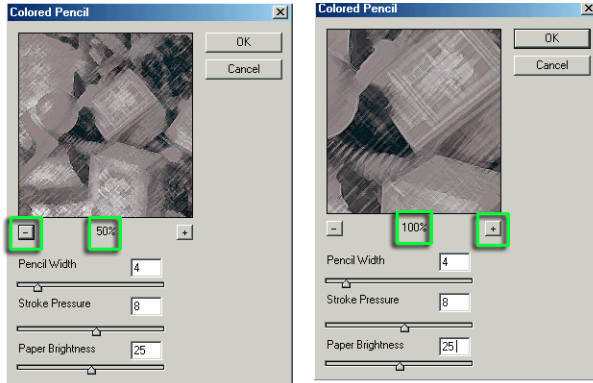 Colored Pencil
OK
Cancel
- 50% +
Pencil Width 4
Stroke Pressure 8
Paper Brightness 25
Colored Pencil
OK
Cancel
- 100% +
Pencil Width 4
Stroke Pressure 8
Paper Brightness 25